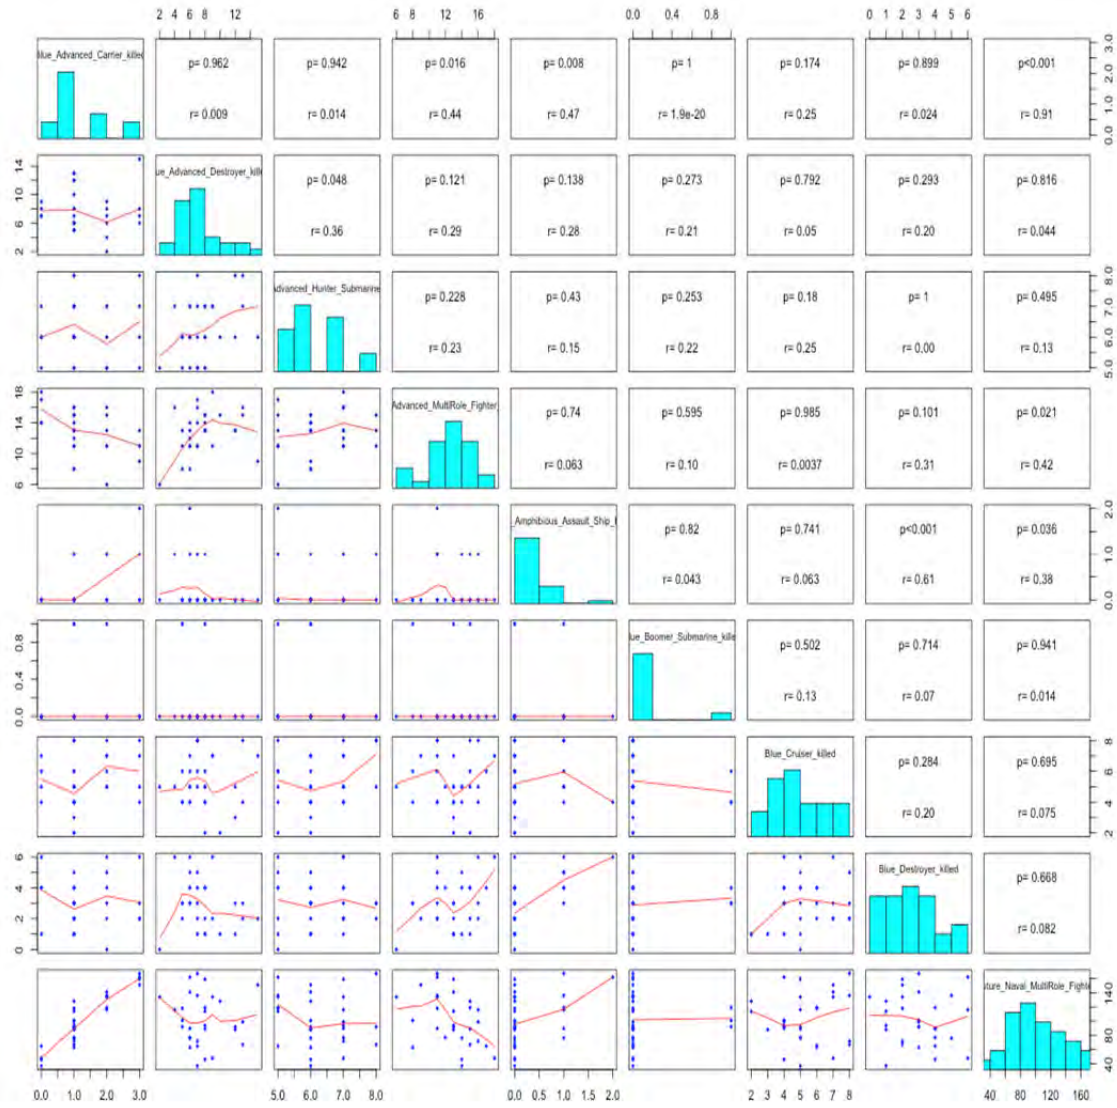 2 4 6 8 12 6 8 12 16 0.0 0.4 0.8 0 1 2 3 4 5 6
lue_Advanced_Carrier_killed p= 0.962 p= 0.942 p= 0.016 p= 0.008 p= 1 p= 0.174 p= 0.899 p<0.001 0.0 1.0 2.0 3.0
r= 0.009 r= 0.014 r= 0.44 r= 0.47 r= 1.9e-20 r= 0.25 r= 0.024 r= 0.91
2 6 10 14 ue_Advanced_Destroyer_kille p= 0.048 p= 0.121 p= 0.138 p= 0.273 p= 0.792 p= 0.293 p= 0.816
r= 0.36 r= 0.29 r= 0.28 r= 0.21 r= 0.05 r= 0.20 r= 0.044
Advanced_Hunter_Submarine p= 0.228 p= 0.43 p= 0.253 p= 0.18 p= 1 p= 0.495 5.0 6.0 7.0 8.0
r= 0.23 r= 0.15 r= 0.22 r= 0.25 r= 0.00 r= 0.13
6 10 14 18 Advanced_MultiRole_Fighter_ p= 0.74 p= 0.595 p= 0.985 p= 0.101 p= 0.021
r= 0.063 r= 0.10 r= 0.0037 r= 0.31 r= 0.42
_Amphibious_Assault_Ship_ p= 0.82 p= 0.741 p<0.001 p= 0.036 0.0 1.0 2.0
r= 0.043 r= 0.063 r= 0.61 r= 0.38
0.0 0.4 0.8 ue_Boomer_Submarine_kille p= 0.502 p= 0.714 p= 0.941
r= 0.13 r= 0.07 r= 0.014
Blue_Cruiser_killed p= 0.284 p= 0.695 2 4 6 8
r= 0.20 r= 0.075
0 2 4 6 Blue_Destroyer_killed p= 0.668
r= 0.082
uture_Naval_MultiRole_Fighte 40 80 140
0.0 1.0 2.0 3.0 5.0 6.0 7.0 8.0 0.0 0.5 1.0 1.5 2.0 2 3 4 5 6 7 8 40 80 120 160